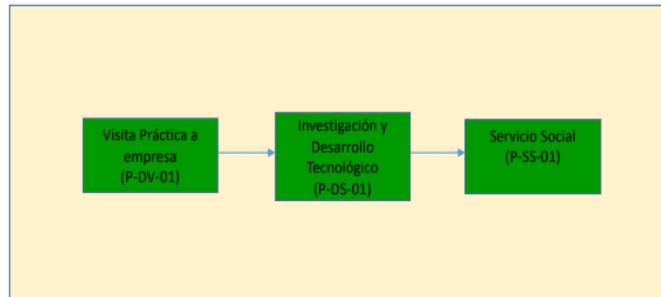 Visita Práctica a
empresa
(P-DV-01)
Investigación y
Desarrollo
Tecnológico
(P-DS-01)
Servicio Social
(P-SS-01)